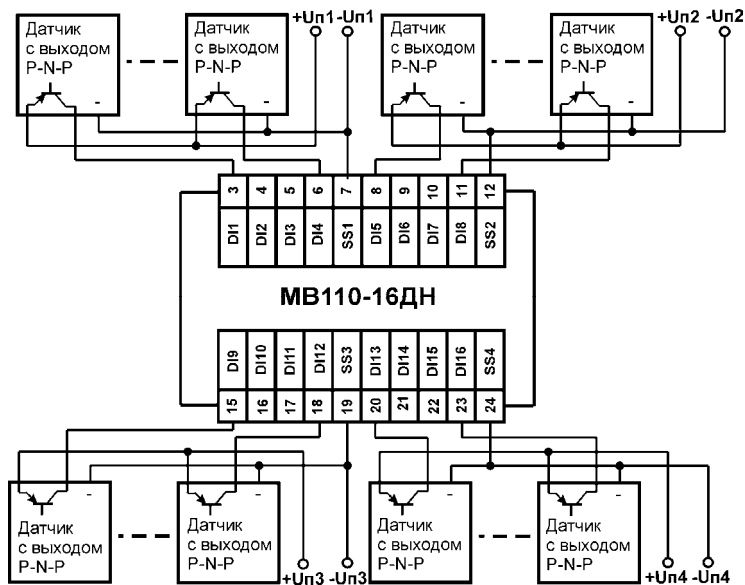 +Uп1 -Uп1
+Uп2 -Uп2
Датчик
с выходом
P-N-P
-
Датчик
с выходом
P-N-P
-
Датчик
с выходом
P-N-P
-
Датчик
с выходом
P-N-P
-
3 4 5 6 7 8 9 10 11 12
DI1 DI2 DI3 DI4 SS1 DI5 DI6 DI7 DI8 SS2
МВ110-16ДН
DI9 DI10 DI11 DI12 SS3 DI13 DI14 DI15 DI16 SS4
15 16 17 18 19 20 21 22 23 24
-
Датчик
с выходом
P-N-P
-
Датчик
с выходом
P-N-P
-
Датчик
с выходом
P-N-P
-
Датчик
с выходом
P-N-P
+Uп3 -Uп3
+Uп4 -Uп4